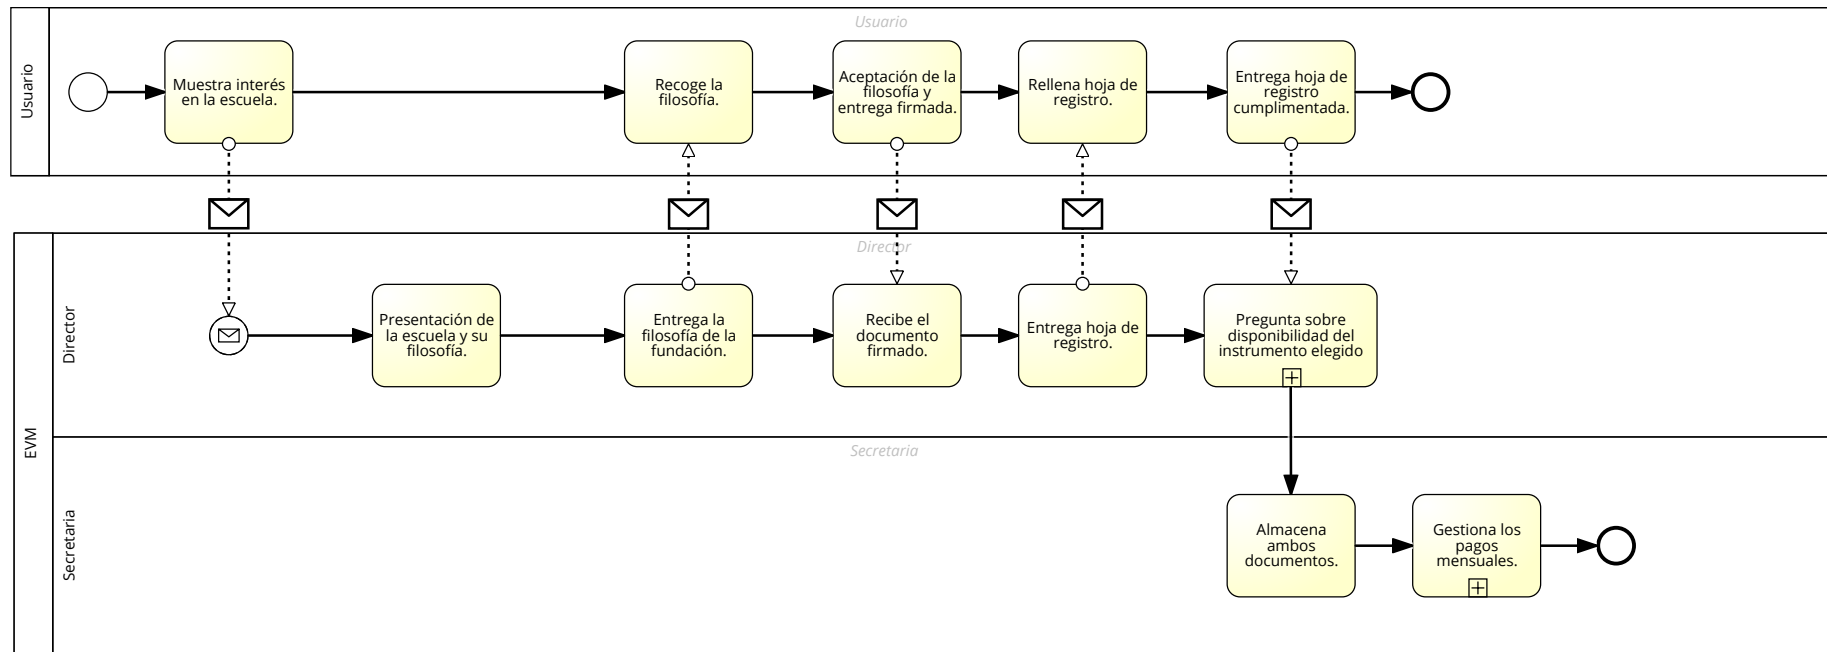 Usuario
Usuario
Muestra interés
en la escuela.
Recoge la
filosofía.
Aceptación de la
filosofía y
entrega firmada.
Rellena hoja de
registro.
Entrega hoja de
registro
cumplimentada.
EVM
Director
Director
Presentación de
la escuela y su
filosofía.
Entrega la
filosofía de la
fundación.
Recibe el
documento
firmado.
Entrega hoja de
registro.
Pregunta sobre
disponibilidad del
instrumento elegido
Secretaria
Secretaria
Almacena
ambos
documentos.
Gestiona los
pagos
mensuales.